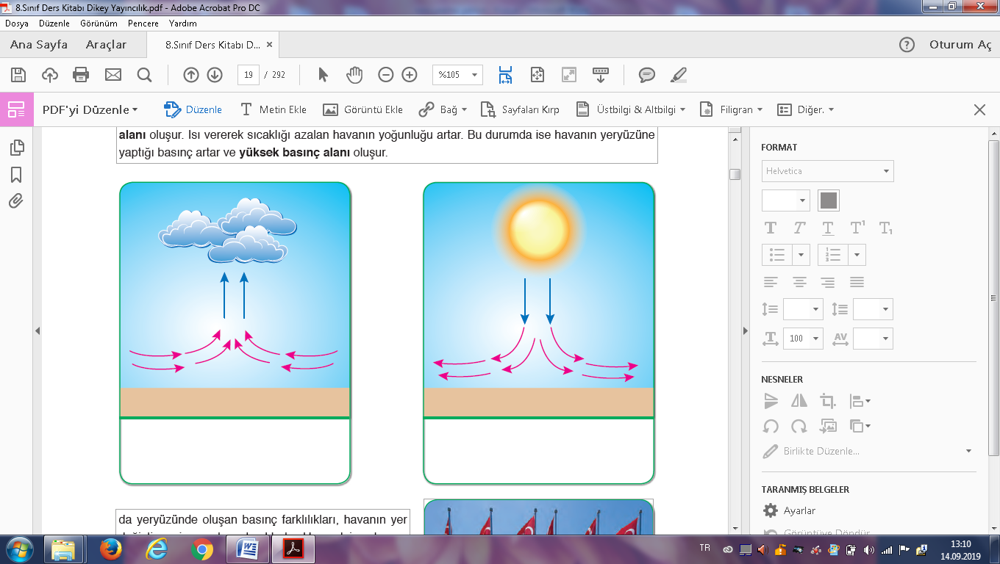 8.Sınıf Ders Kitabı Dikey Yayıncılık.pdf - Adobe Acrobat Pro DC
Dosya Düzenle Görünüm Pencere Yardım
Ana Sayfa Araçlar 8.Sınıf Ders Kitabı D... × ? Oturum Aç
19 / 292 %105
PDF'yi Düzenle Düzenle Metin Ekle Görüntü Ekle Bağ Sayfaları Kırp Üstbilgi & Altbilgi Filigran Diğer.
alanı oluşur. Isı vererek sıcaklığı azalan havanın yoğunluğu artar. Bu durumda ise havanın yeryüzüne
yaptığı basınç artar ve yüksek basınç alanı oluşur.
da yeryüzünde oluşan basınç farklılıkları, havanın yer
FORMAT
Helvetica
T T T T¹ T₁
100 AV
NESNELER
Birlikte Düzenle...
TARANMIŞ BELGELER
Ayarlar
Görüntüye Döndür
TR 13:10
14.09.2019